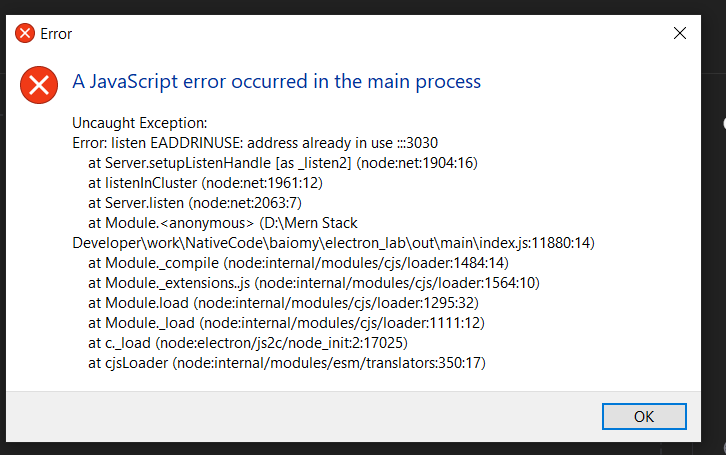 Error
A JavaScript error occurred in the main process
Uncaught Exception:
Error: listen EADDRINUSE: address already in use :::3030
at Server.setupListenHandle [as _listen2] (node:net:1904:16)
at listenInCluster (node:net:1961:12)
at Server.listen (node:net:2063:7)
at Module.<anonymous> (D:\Mern Stack
Developer\work\NativeCode\baiomy\electron_lab\out\main\index.js:11880:14)
at Module._compile (node:internal/modules/cjs/loader:1484:14)
at Module._extensions..js (node:internal/modules/cjs/loader:1564:10)
at Module.load (node:internal/modules/cjs/loader:1295:32)
at Module._load (node:internal/modules/cjs/loader:1111:12)
at c._load (node:electron/js2c/node_init:2:17025)
at cjsLoader (node:internal/modules/esm/translators:350:17)
OK